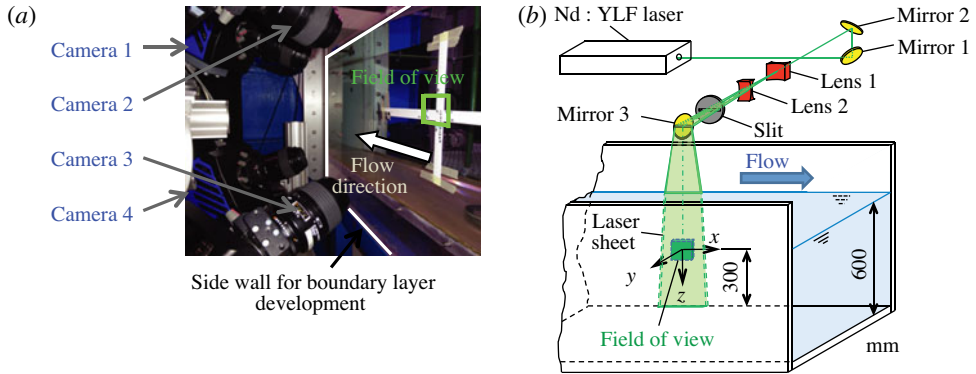 (a)
Camera 1
Camera 2
Camera 3
Camera 4
Field of view
Flow
direction
Side wall for boundary layer
development
(b)
Nd : YLF laser
Mirror 2
Mirror 1
Lens 1
Lens 2
Mirror 3
Slit
Flow
Laser
sheet
x
y
z
300
600
Field of view
mm